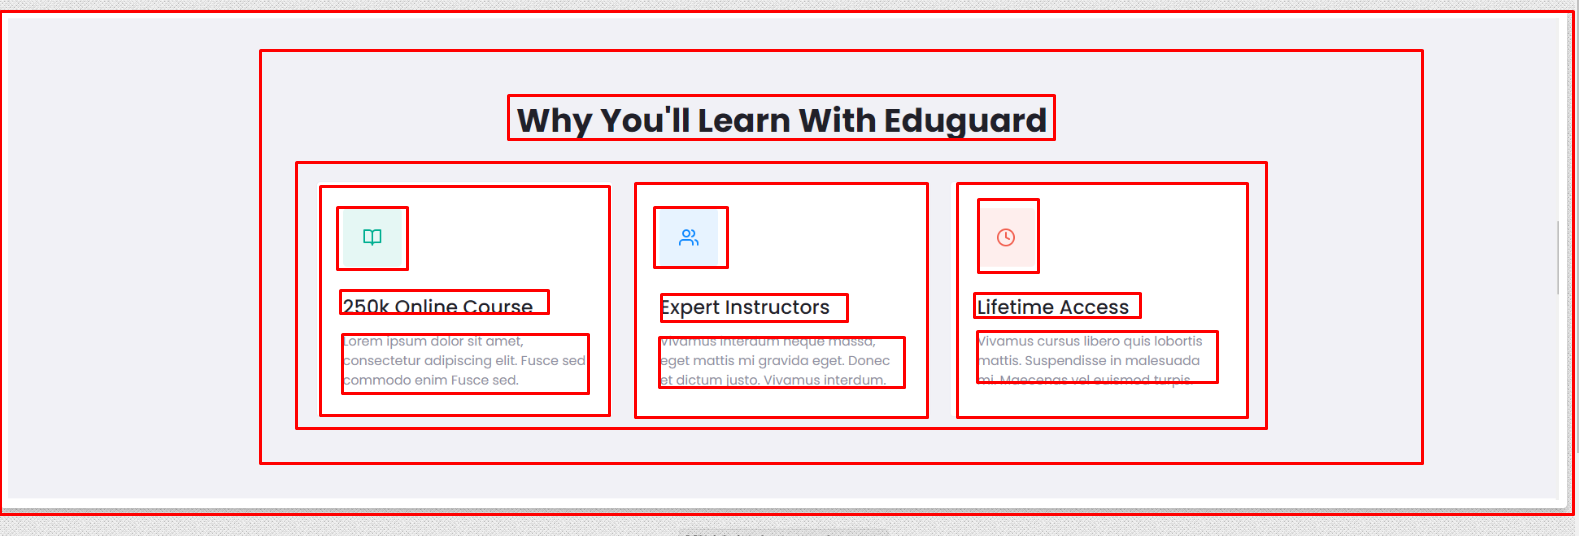 Why You'll Learn With Eduguard
250k Online Course
Lorem ipsum dolor sit amet,
consectetur adipiscing elit. Fusce sed
commodo enim Fusce sed.
Expert Instructors
Vivamus interdum neque massa,
eget mattis mi gravida eget. Donec
et dictum justo. Vivamus interdum.
Lifetime Access
Vivamus cursus libero quis lobortis
mattis. Suspendisse in malesuada
mi. Maecenas vel euismod turpis.